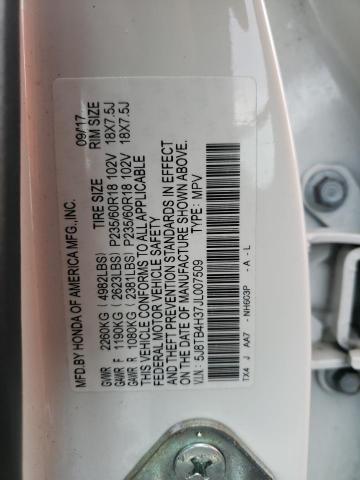 MFD.BY HONDA OF AMERICA MFG., INC. 09/17
TIRE SIZE RIM SIZE
GVWR 2260KG (4982LBS)
GAWR F 1190KG (2623LBS) P235/60R18 102V 18X7.5J
GAWR R 1080KG (2381LBS) P235/60R18 102V 18X7.5J
THIS VEHICLE CONFORMS TO ALL APPLICABLE
FEDERAL MOTOR VEHICLE SAFETY
AND THEFT PREVENTION STANDARDS IN EFFECT
ON THE DATE OF MANUFACTURE SHOWN ABOVE.
V.I.N: 5J8TB4H37JL007509 TYPE: MPV
TX4 J AA7 - NH603P - A - L